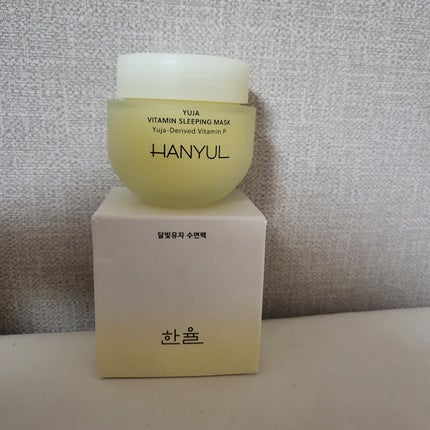 YUJA
VITAMIN SLEEPING MASK
Yuja-Derived Vitamin P
HANYUL
달빛유자 수면팩
한율